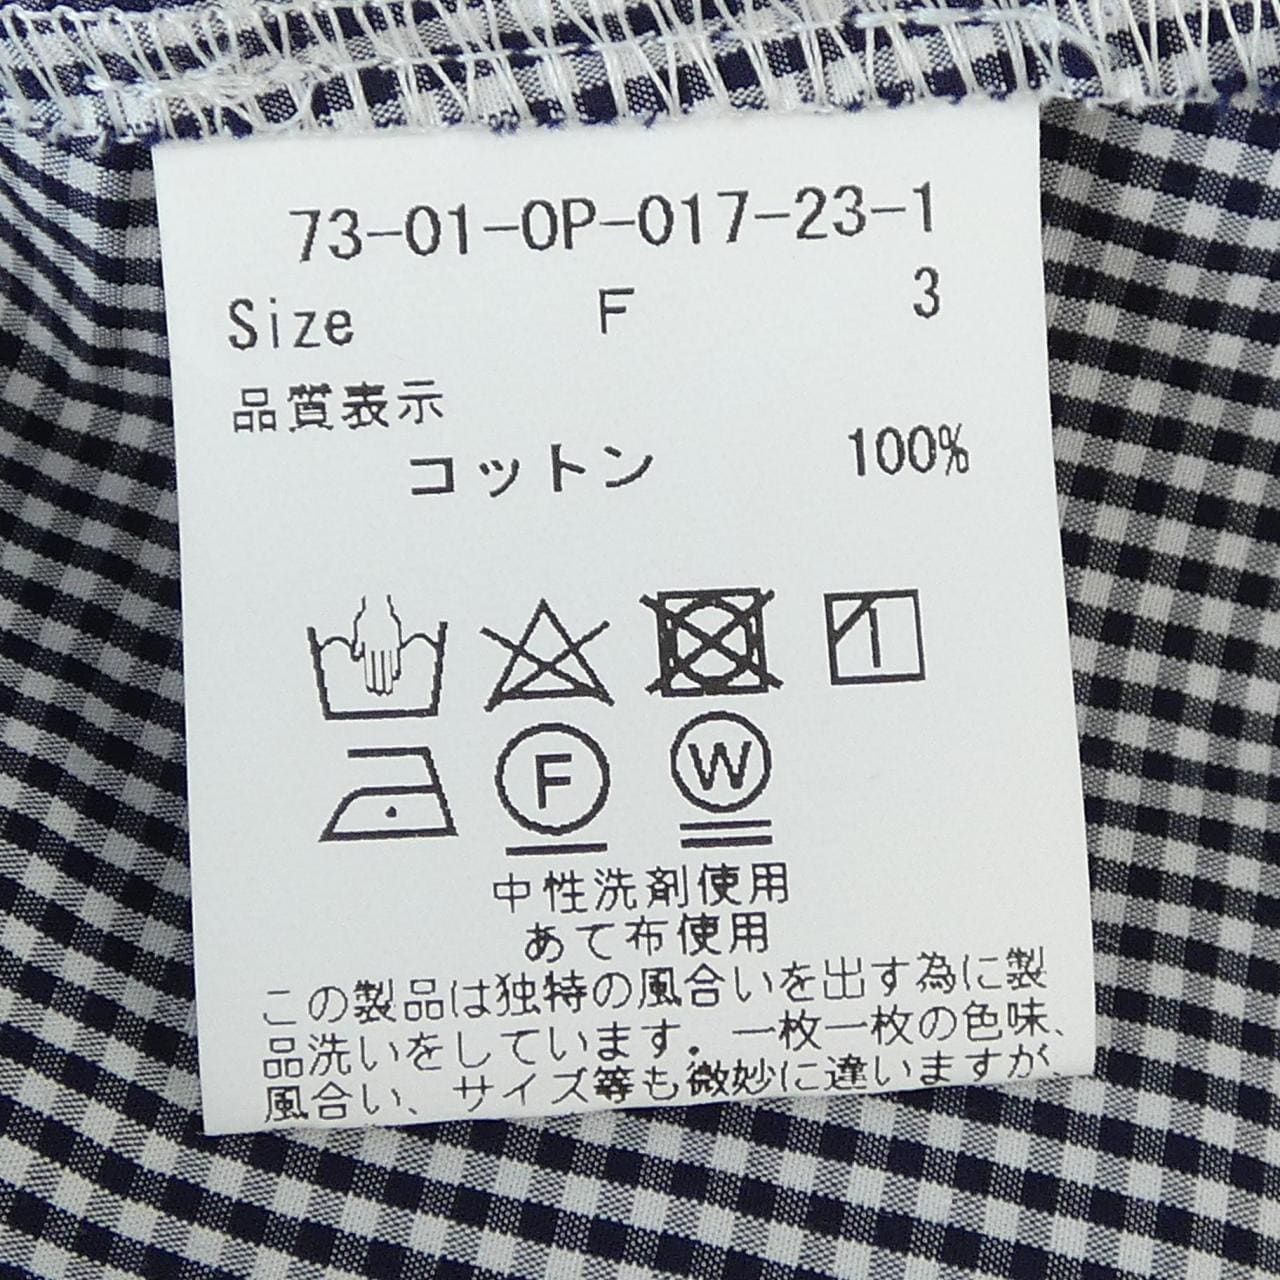 73-01-OP-017-23-1
Size F 3
品質表示
コットン 100%
F W
中性洗剤使用
あて布使用
この製品は独特の風合いを出す為に製
品洗いをしています。一枚一枚の色味、
風合い、サイズ等も微妙に違いますが、